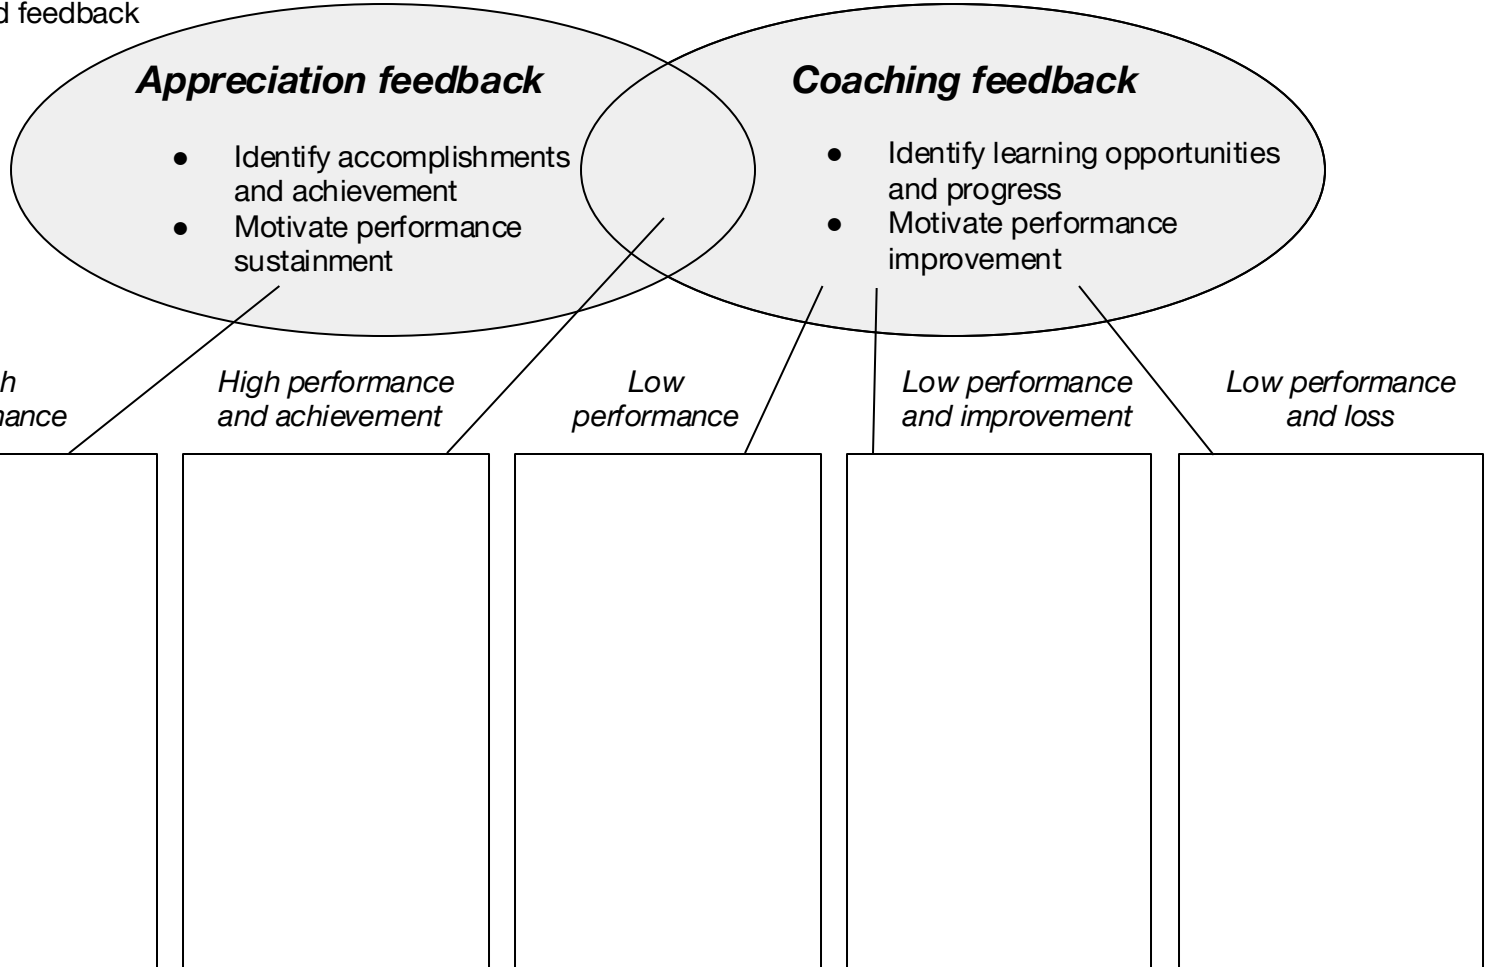 feedback
Appreciation feedback
● Identify accomplishments
and achievement
● Motivate performance
sustainment
Coaching feedback
● Identify learning opportunities
and progress
● Motivate performance
improvement
High performance
and achievement
Low
performance
Low performance
and improvement
Low performance
and loss